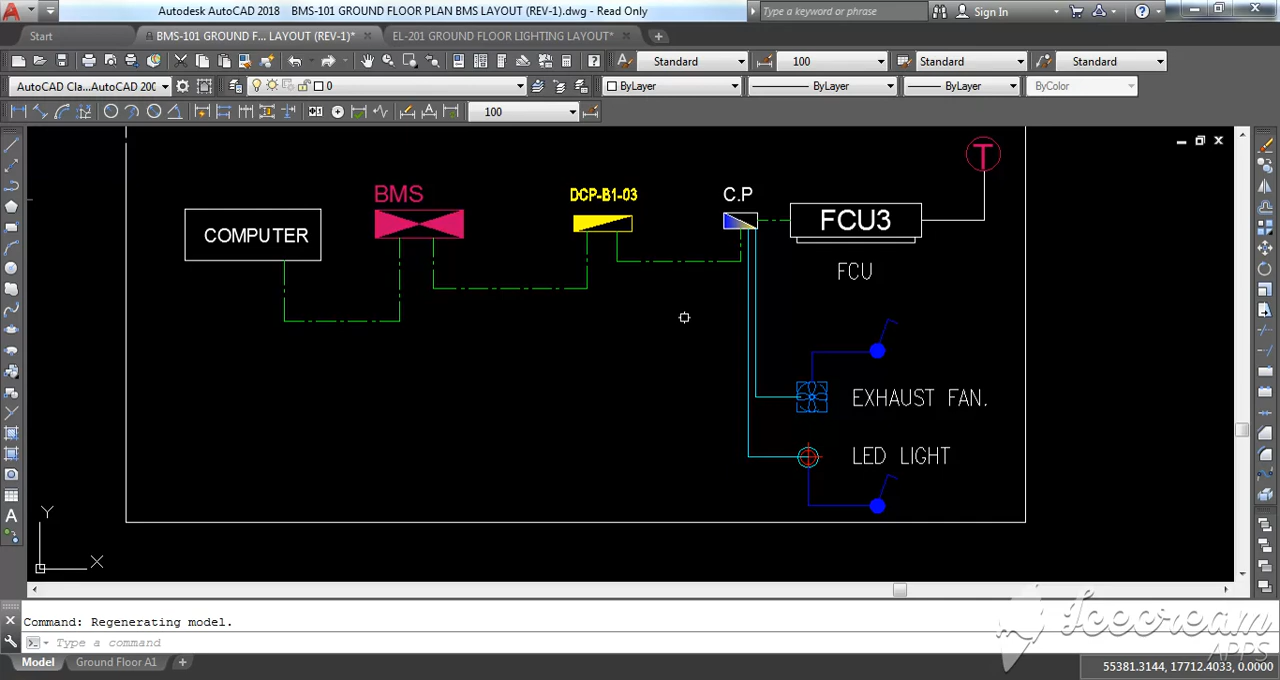 Autodesk AutoCAD 2018 BMS-101 GROUND FLOOR PLAN BMS LAYOUT (REV-1).dwg - Read Only
Type a keyword or phrase
Sign In
Start
BMS-101 GROUND F... LAYOUT (REV-1)*
EL-201 GROUND FLOOR LIGHTING LAYOUT*
Standard
100
Standard
Standard
AutoCAD Cla...AutoCAD 200
0
ByLayer
ByLayer
ByLayer
ByColor
100
T
BMS
DCP-B1-03
C.P
COMPUTER
FCU3
FCU
EXHAUST FAN.
LED LIGHT
Y
X
Command: Regenerating model.
Type a command
Model
Ground Floor A1
55381.3144, 17712.4033, 0.0000
Icecream
APPS